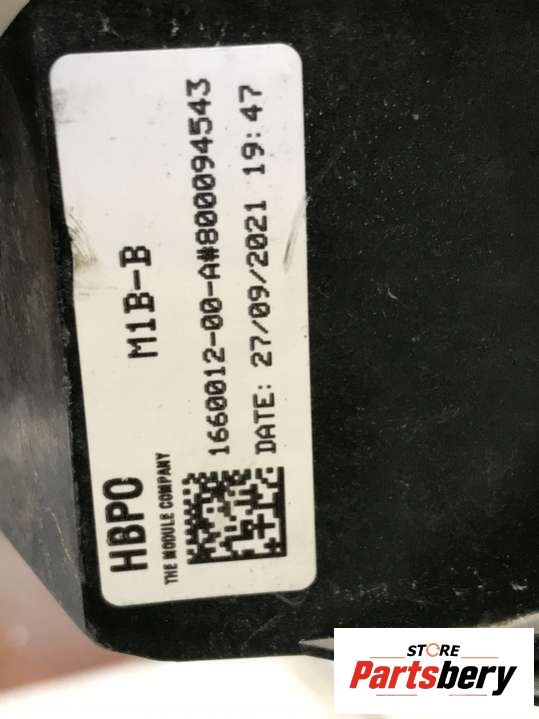 HBPO
THE MODULE COMPANY
M1B-B
1660012-00-A#800094543
DATE: 27/09/2021 19:47
STORE
Partsbery